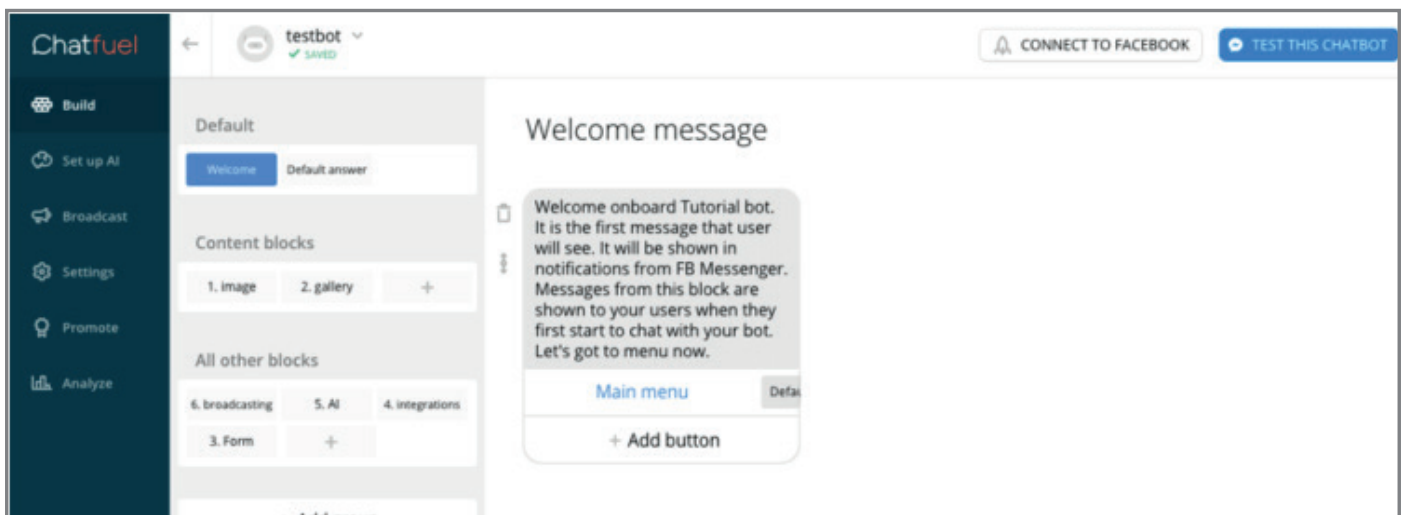 Chatfuel
testbot
SAVED
CONNECT TO FACEBOOK
TEST THIS CHATBOT
Build
Set up AI
Broadcast
Settings
Promote
Analyze
Default
Welcome
Default answer
Content blocks
1. image
2. gallery
+
All other blocks
6. broadcasting
5. AI
4. integrations
3. Form
+
Welcome message
Welcome onboard Tutorial bot.
It is the first message that user
will see. It will be shown in
notifications from FB Messenger.
Messages from this block are
shown to your users when they
first start to chat with your bot.
Let's got to menu now.
Main menu
Defau
+ Add button